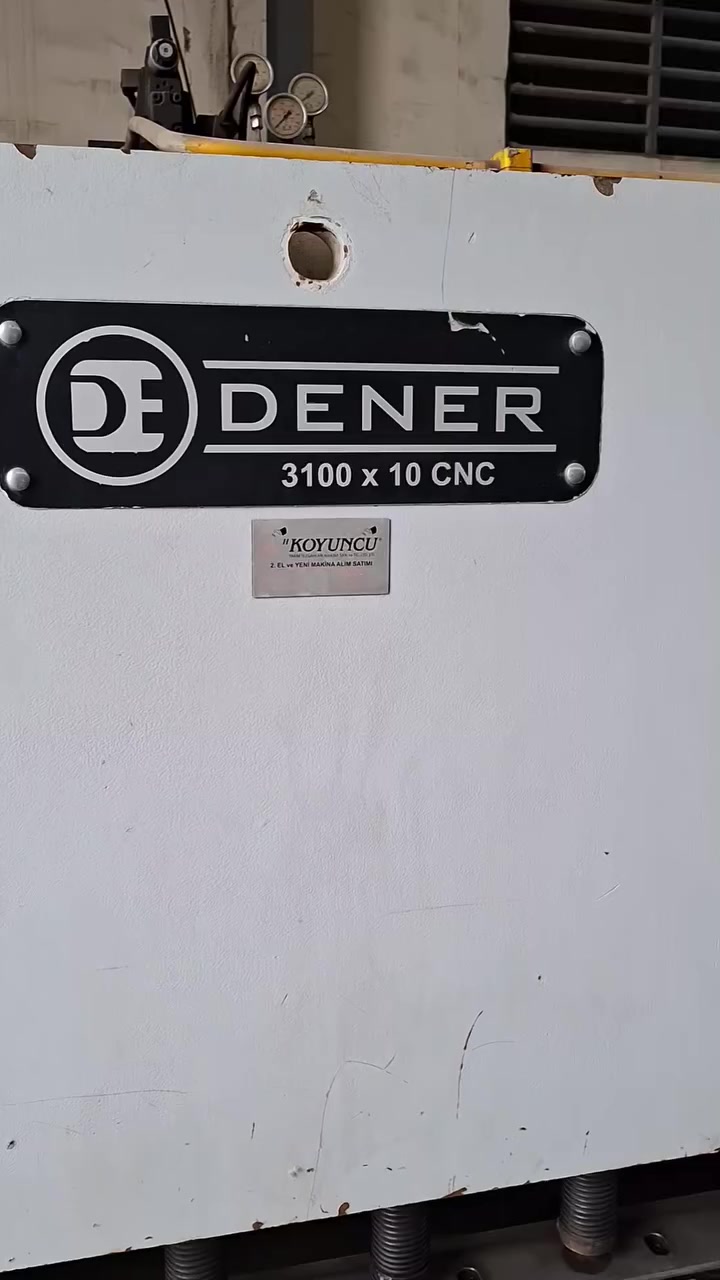 DE DENER
3100 x 10 CNC
KOYUNCU
2. EL ve YENİ MAKİNA ALIM SATIMI